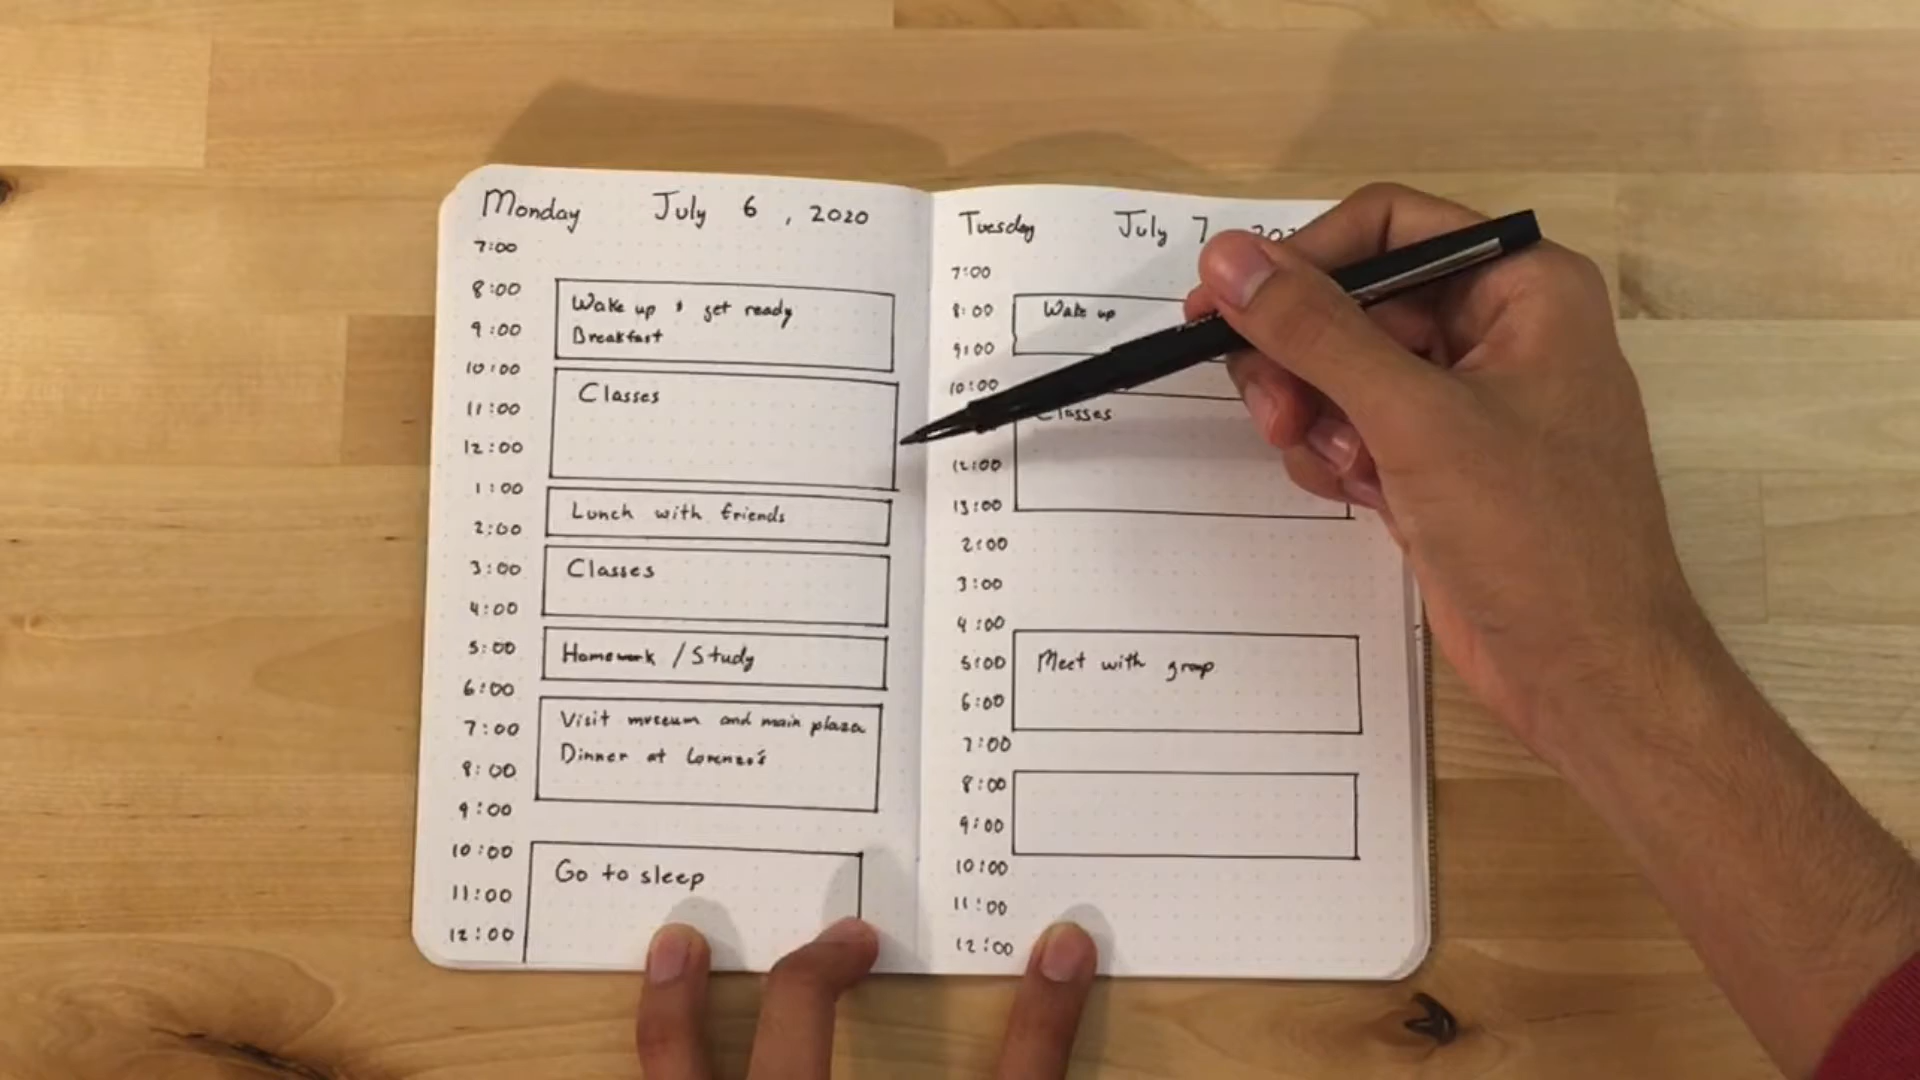 Monday July 6, 2020
7:00
8:00
Wake up & get ready
9:00
Breakfast
10:00
Classes
11:00
12:00
1:00
Lunch with friends
2:00
3:00
Classes
4:00
5:00
Homework / Study
6:00
Visit museum and main plaza
7:00
Dinner at Lorenzo's
8:00
9:00
10:00
Go to sleep
11:00
12:00
Tuesday July 7
7:00
8:00
Wake up
9:00
10:00
Classes
12:00
13:00
2:00
3:00
4:00
5:00
Meet with group
6:00
7:00
8:00
9:00
10:00
11:00
12:00